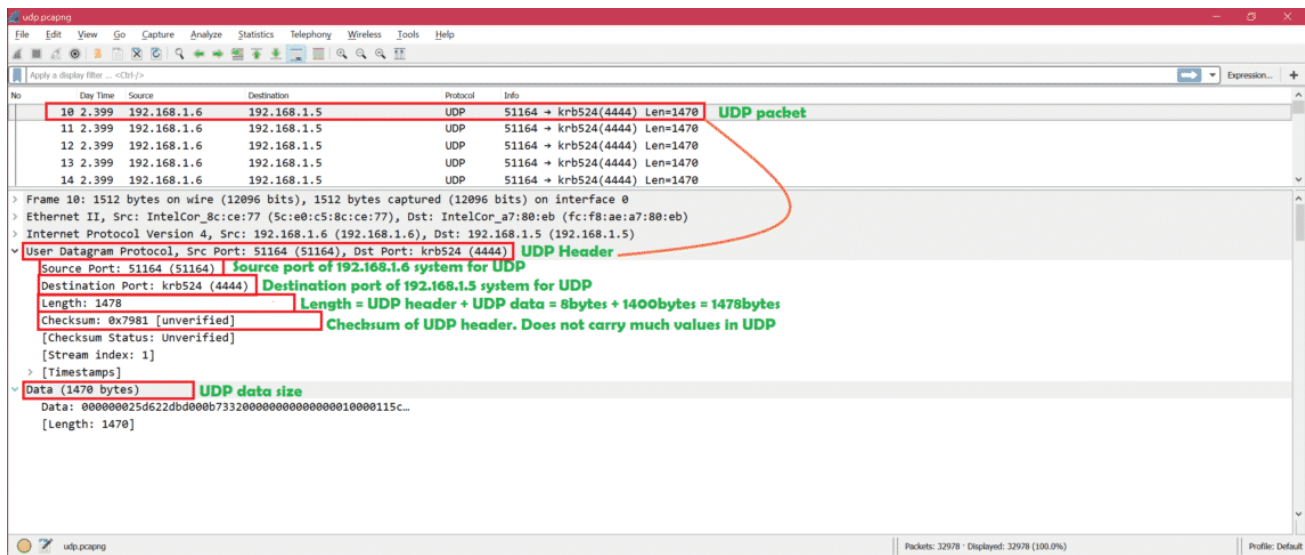 udp.pcapng
File Edit View Go Capture Analyze Statistics Telephony Wireless Tools Help
Apply a display filter ... <Ctrl-/> Expression... +
No Day Time Source Destination Protocol Info
10 2.399 192.168.1.6 192.168.1.5 UDP 51164 → krb524(4444) Len=1470 UDP packet
11 2.399 192.168.1.6 192.168.1.5 UDP 51164 → krb524(4444) Len=1470
12 2.399 192.168.1.6 192.168.1.5 UDP 51164 → krb524(4444) Len=1470
13 2.399 192.168.1.6 192.168.1.5 UDP 51164 → krb524(4444) Len=1470
14 2.399 192.168.1.6 192.168.1.5 UDP 51164 → krb524(4444) Len=1470
Frame 10: 1512 bytes on wire (12096 bits), 1512 bytes captured (12096 bits) on interface 0
Ethernet II, Src: IntelCor_8c:ce:77 (5c:e0:c5:8c:ce:77), Dst: IntelCor_a7:80:eb (fc:f8:ae:a7:80:eb)
Internet Protocol Version 4, Src: 192.168.1.6 (192.168.1.6), Dst: 192.168.1.5 (192.168.1.5)
User Datagram Protocol, Src Port: 51164 (51164), Dst Port: krb524 (4444) UDP Header
Source Port: 51164 (51164) Source port of 192.168.1.6 system for UDP
Destination Port: krb524 (4444) Destination port of 192.168.1.5 system for UDP
Length: 1478 Length = UDP header + UDP data = 8bytes + 1400bytes = 1478bytes
Checksum: 0x7981 [unverified] Checksum of UDP header. Does not carry much values in UDP
[Checksum Status: Unverified]
[Stream index: 1]
[Timestamps]
Data (1470 bytes) UDP data size
Data: 000000025d622dbd000b73320000000000000010000115c…
[Length: 1470]
udp.pcapng Packets: 32978 · Displayed: 32978 (100.0%) Profile: Default